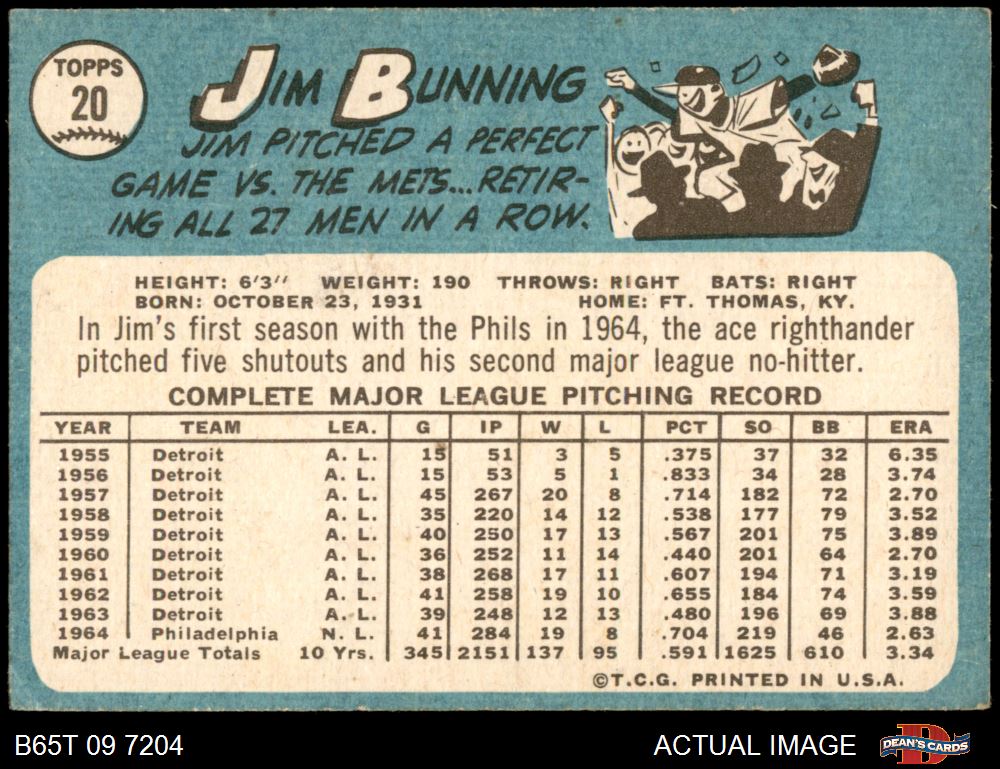 TOPPS
20
JIM BUNNING
JIM PITCHED A PERFECT
GAME VS. THE METS...RETIR-
ING ALL 27 MEN IN A ROW.
HEIGHT: 6'3" WEIGHT: 190 THROWS: RIGHT BATS: RIGHT
BORN: OCTOBER 23, 1931 HOME: FT. THOMAS, KY.
In Jim's first season with the Phils in 1964, the ace righthander
pitched five shutouts and his second major league no-hitter.
COMPLETE MAJOR LEAGUE PITCHING RECORD
YEAR TEAM LEA. G IP W L PCT SO BB ERA
1955 Detroit A. L. 15 51 3 5 .375 37 32 6.35
1956 Detroit A. L. 15 53 5 1 .833 34 28 3.74
1957 Detroit A. L. 45 267 20 8 .714 182 72 2.70
1958 Detroit A. L. 35 220 14 12 .538 177 79 3.52
1959 Detroit A. L. 40 250 17 13 .567 201 75 3.89
1960 Detroit A. L. 36 252 11 14 .440 201 64 2.70
1961 Detroit A. L. 38 268 17 11 .607 194 71 3.19
1962 Detroit A. L. 41 258 19 10 .655 184 74 3.59
1963 Detroit A. L. 39 248 12 13 .480 196 69 3.88
1964 Philadelphia N. L. 41 284 19 8 .704 219 46 2.63
Major League Totals 10 Yrs. 345 2151 137 95 .591 1625 610 3.34
©T.C.G. PRINTED IN U.S.A.
B65T 09 7204 ACTUAL IMAGE DEAN'S CARDS